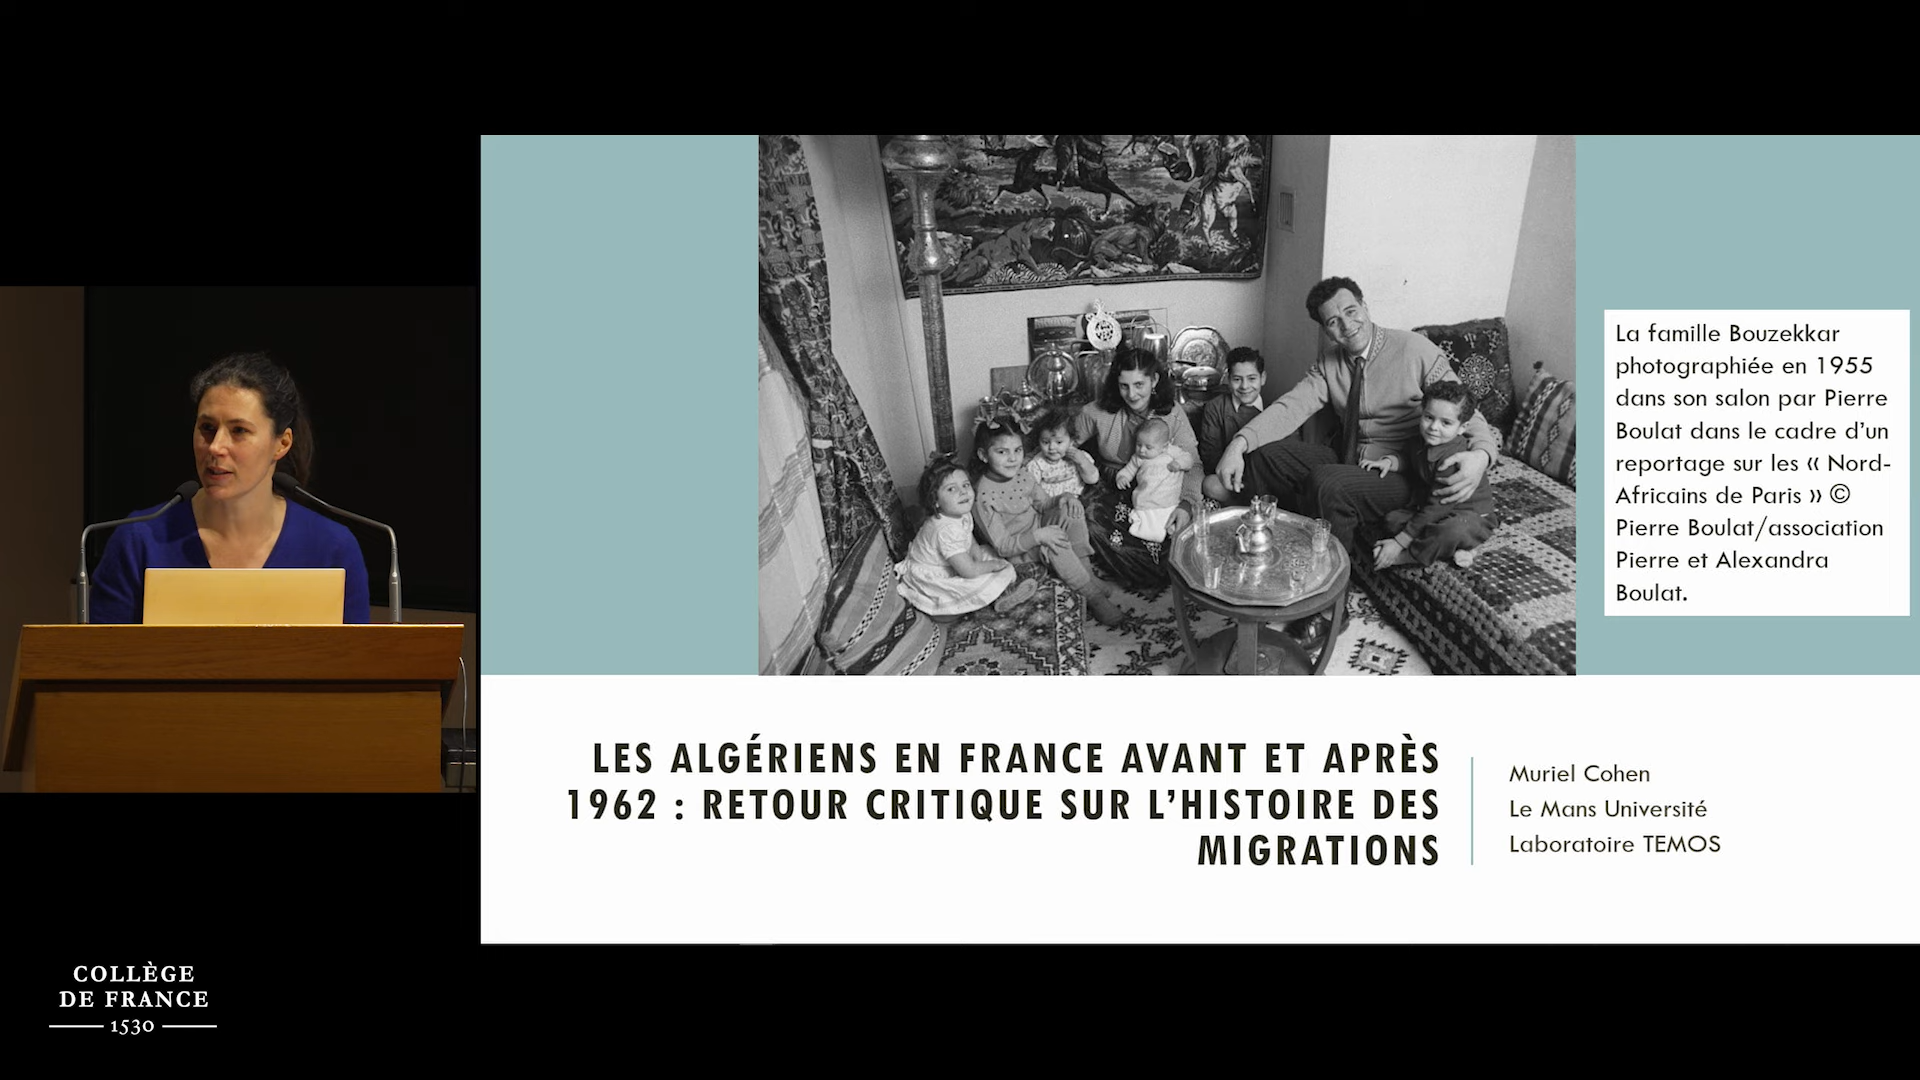 La famille Bouzekkar
photographiée en 1955
dans son salon par Pierre
Boulat dans le cadre d'un
reportage sur les « Nord-
Africains de Paris » ©
Pierre Boulat/association
Pierre et Alexandra
Boulat.
LES ALGÉRIENS EN FRANCE AVANT ET APRÈS
1962 : RETOUR CRITIQUE SUR L'HISTOIRE DES
MIGRATIONS
Muriel Cohen
Le Mans Université
Laboratoire TEMOS
COLLÈGE
DE FRANCE
1530